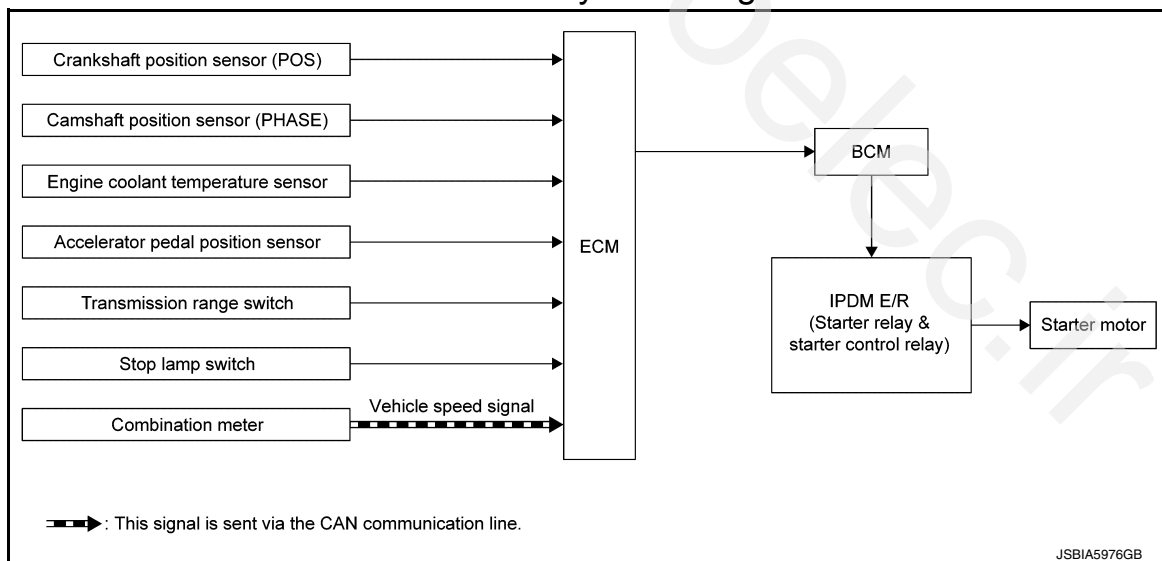 Crankshaft position sensor (POS)
Camshaft position sensor (PHASE)
Engine coolant temperature sensor
Accelerator pedal position sensor
Transmission range switch
Stop lamp switch
Combination meter
Vehicle speed signal
ECM
BCM
IPDM E/R
(Starter relay &
starter control relay)
Starter motor
: This signal is sent via the CAN communication line.
JSBIA5976GB
oelec.ir